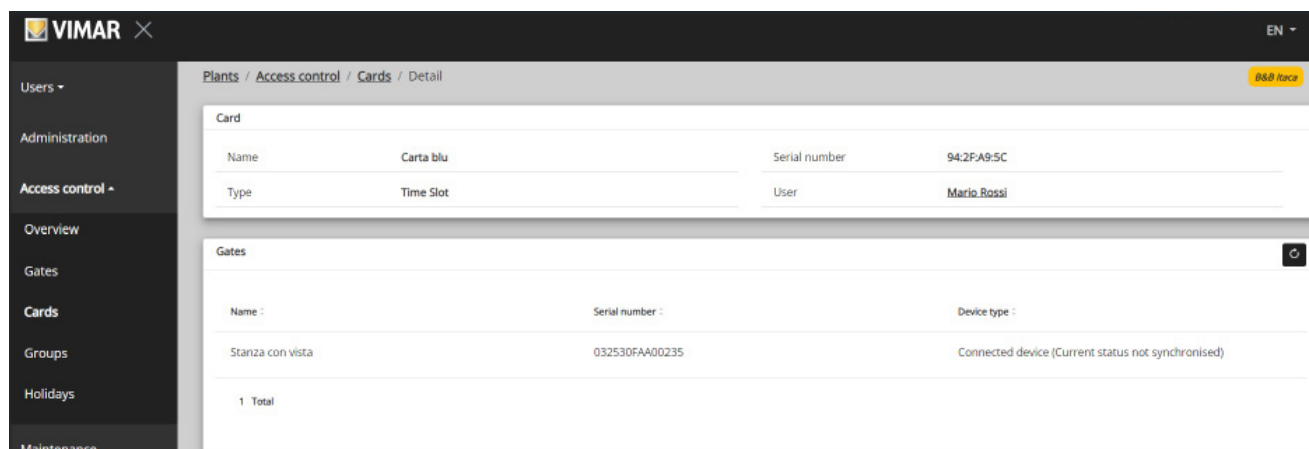 VIMAR
EN
Users
Plants / Access control / Cards / Detail
B&B Itaca
Administration
Access control
Overview
Gates
Cards
Groups
Holidays
Maintenance
Card
Name Carta blu Serial number 94:2F:A9:5C
Type Time Slot User Mario Rossi
Gates
Name Serial number Device type
Stanza con vista 032530FAA00235 Connected device (Current status not synchronised)
1 Total